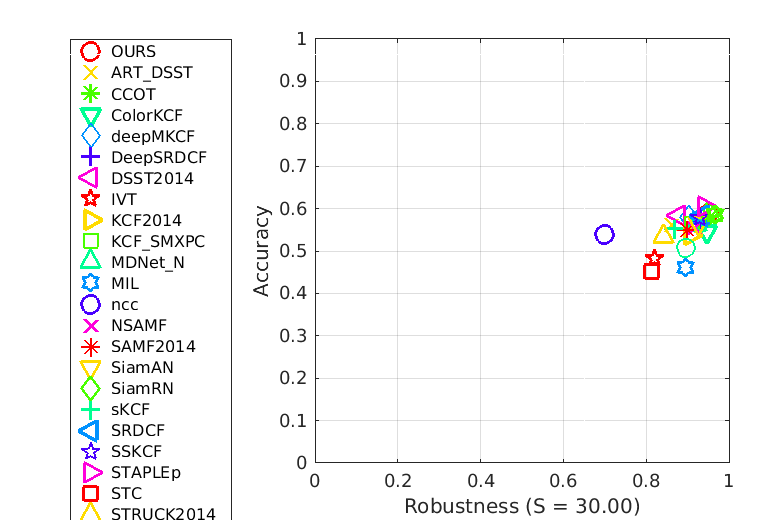 OURS
ART_DSST
CCOT
ColorKCF
deepMKCF
DeepSRDCF
DSST2014
IVT
KCF2014
KCF_SMXPC
MDNet_N
MIL
ncc
NSAMF
SAMF2014
SiamAN
SiamRN
sKCF
SRDCF
SSKCF
STAPLEp
STC
STRUCK2014
Accuracy
1
0.9
0.8
0.7
0.6
0.5
0.4
0.3
0.2
0.1
0
0 0.2 0.4 0.6 0.8 1
Robustness (S = 30.00)